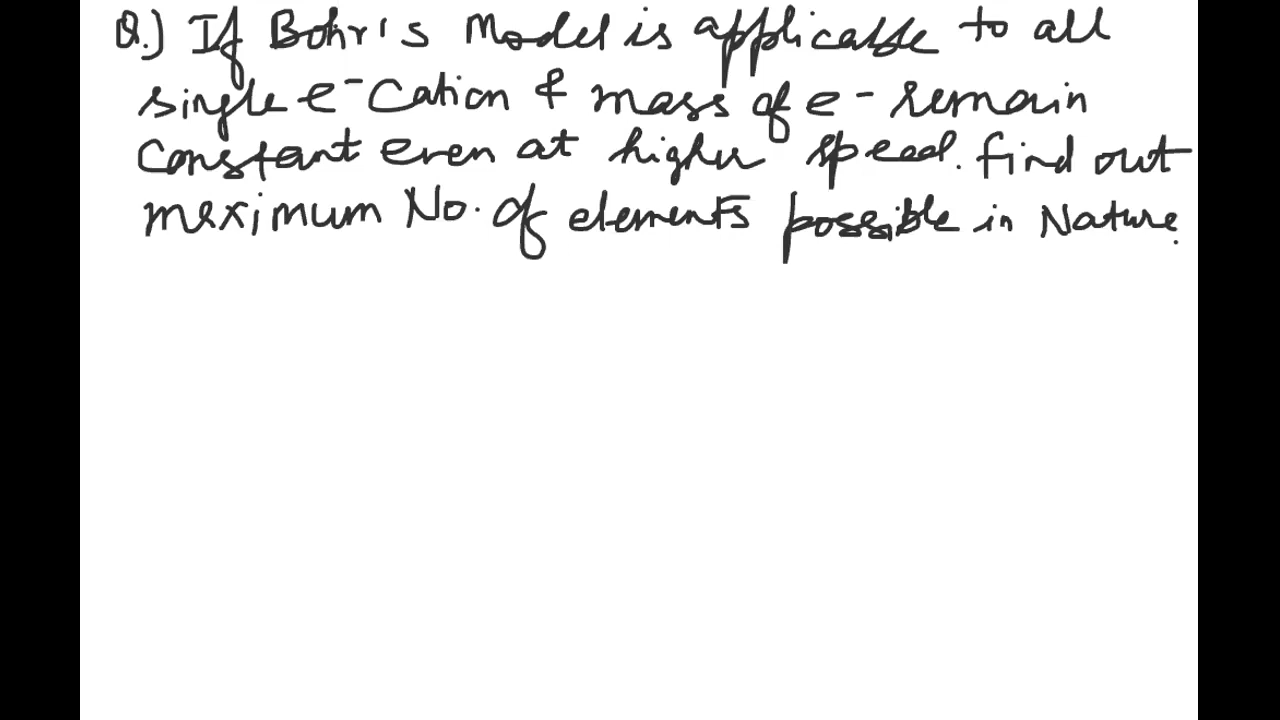 Q.) If Bohr's Model is applicable to all
single e⁻ Cation & mass of e⁻ remain
Constant even at higher speed. find out
maximum No. of elements possible in Nature.